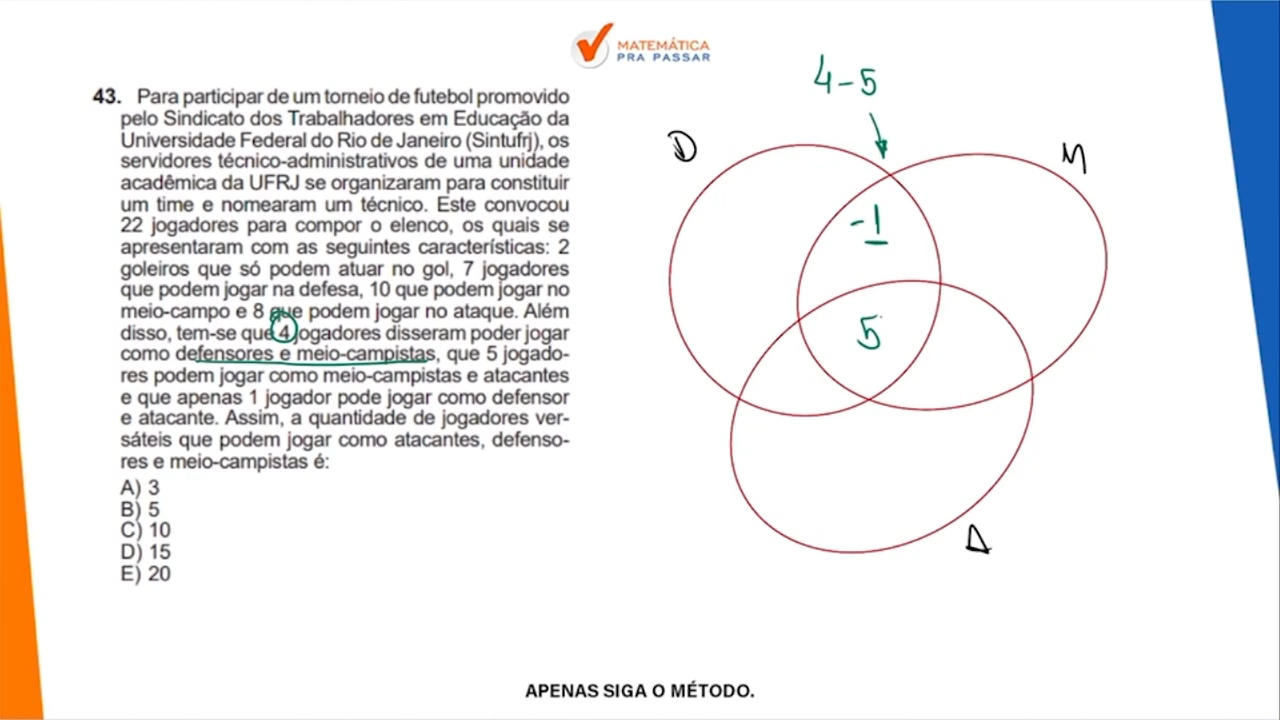 MATEMÁTICA
PRA PASSAR
43. Para participar de um torneio de futebol promovido
pelo Sindicato dos Trabalhadores em Educação da
Universidade Federal do Rio de Janeiro (Sintufrj), os
servidores técnico-administrativos de uma unidade
acadêmica da UFRJ se organizaram para constituir
um time e nomearam um técnico. Este convocou
22 jogadores para compor o elenco, os quais se
apresentaram com as seguintes características: 2
goleiros que só podem atuar no gol, 7 jogadores
que podem jogar na defesa, 10 que podem jogar no
meio-campo e 8 que podem jogar no ataque. Além
disso, tem-se que 4 jogadores disseram poder jogar
como defensores e meio-campistas, que 5 jogado-
res podem jogar como meio-campistas e atacantes
e que apenas 1 jogador pode jogar como defensor
e atacante. Assim, a quantidade de jogadores ver-
sáteis que podem jogar como atacantes, defenso-
res e meio-campistas é:
A) 3
B) 5
C) 10
D) 15
E) 20
4-5
D
M
-1
5
A
APENAS SIGA O MÉTODO.